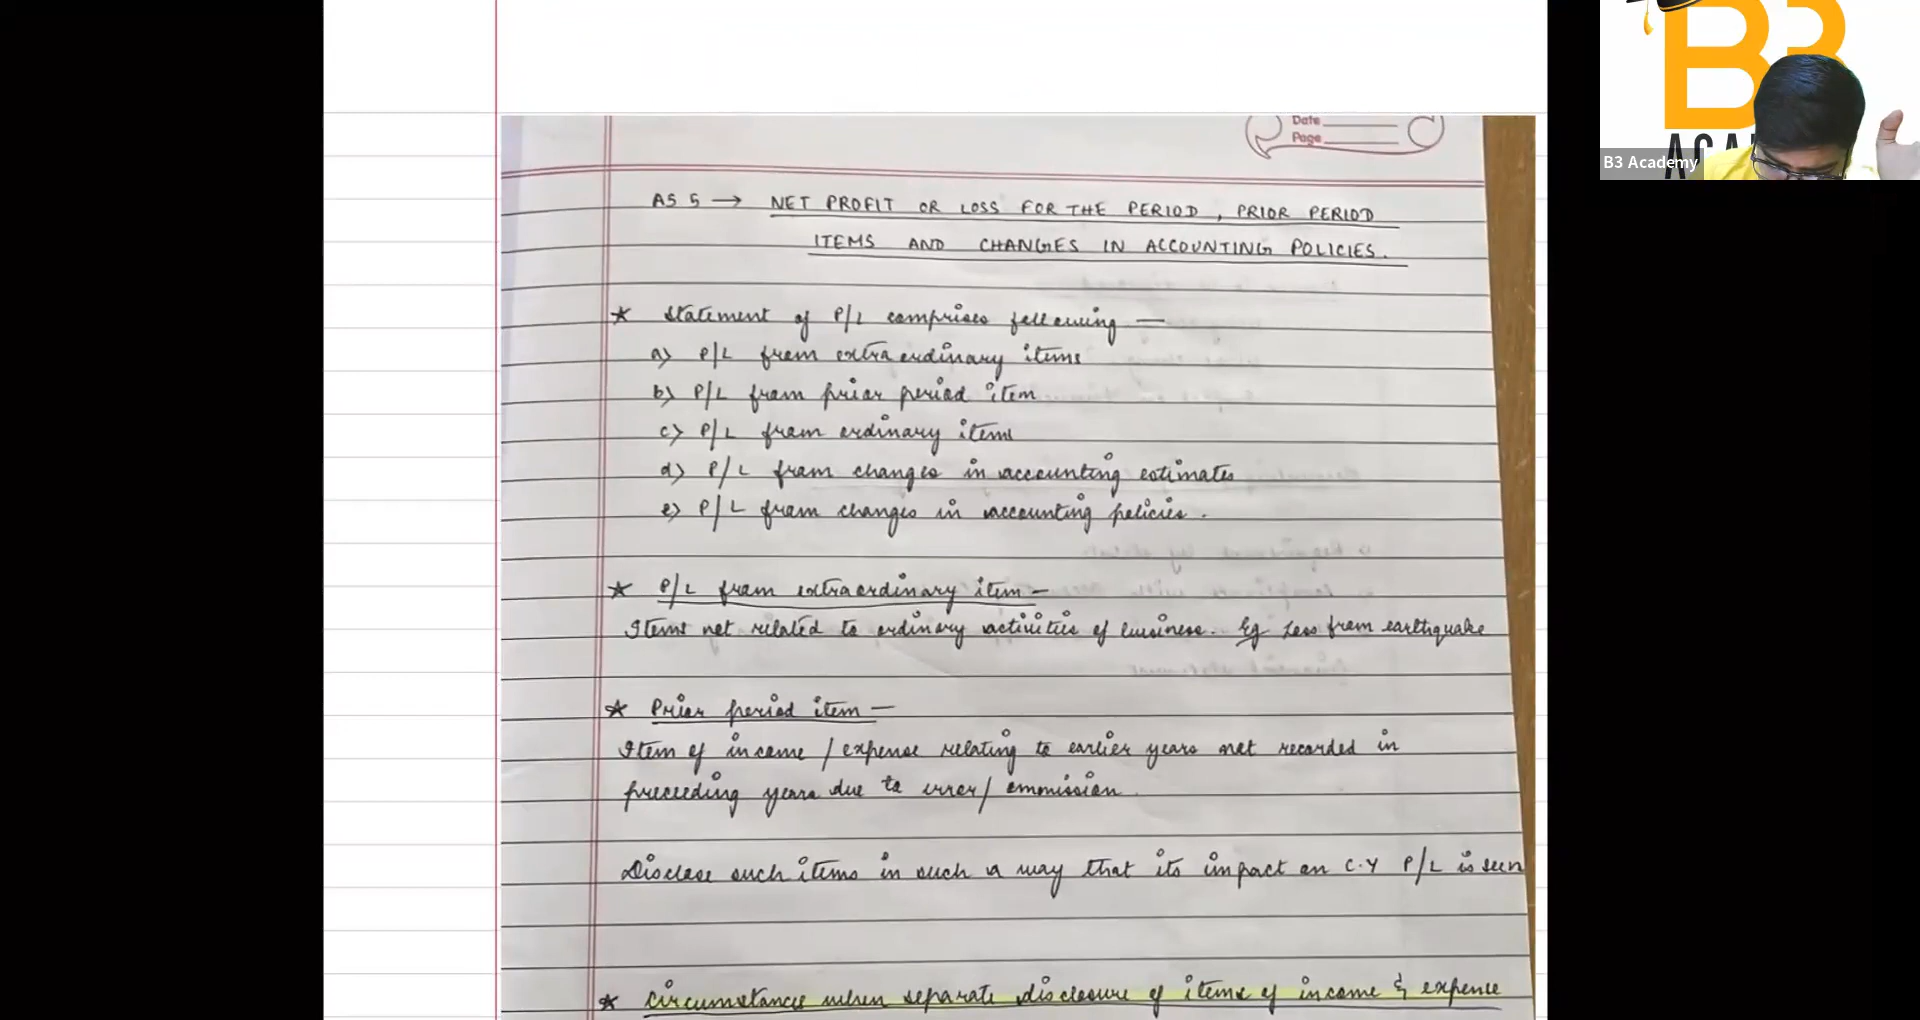 Date
Page
AS 5 → NET PROFIT OR LOSS FOR THE PERIOD, PRIOR PERIOD
ITEMS AND CHANGES IN ACCOUNTING POLICIES.
★ Statement of P/L comprises following —
a) P/L from extraordinary items
b) P/L from prior period item
c) P/L from ordinary items
d) P/L from changes in accounting estimates
e) P/L from changes in accounting policies.
★ P/L from extraordinary item –
Items not related to ordinary activities of business. Eg Loss from earthquake
★ Prior period item —
Item of income / expense relating to earlier years not recorded in
preceeding years due to error/ ommission.
Disclose such items in such a way that its impact on C.Y P/L is seen
★ Circumstances when separate disclosure of items of income & expence
B3
ACA
B3 Academy